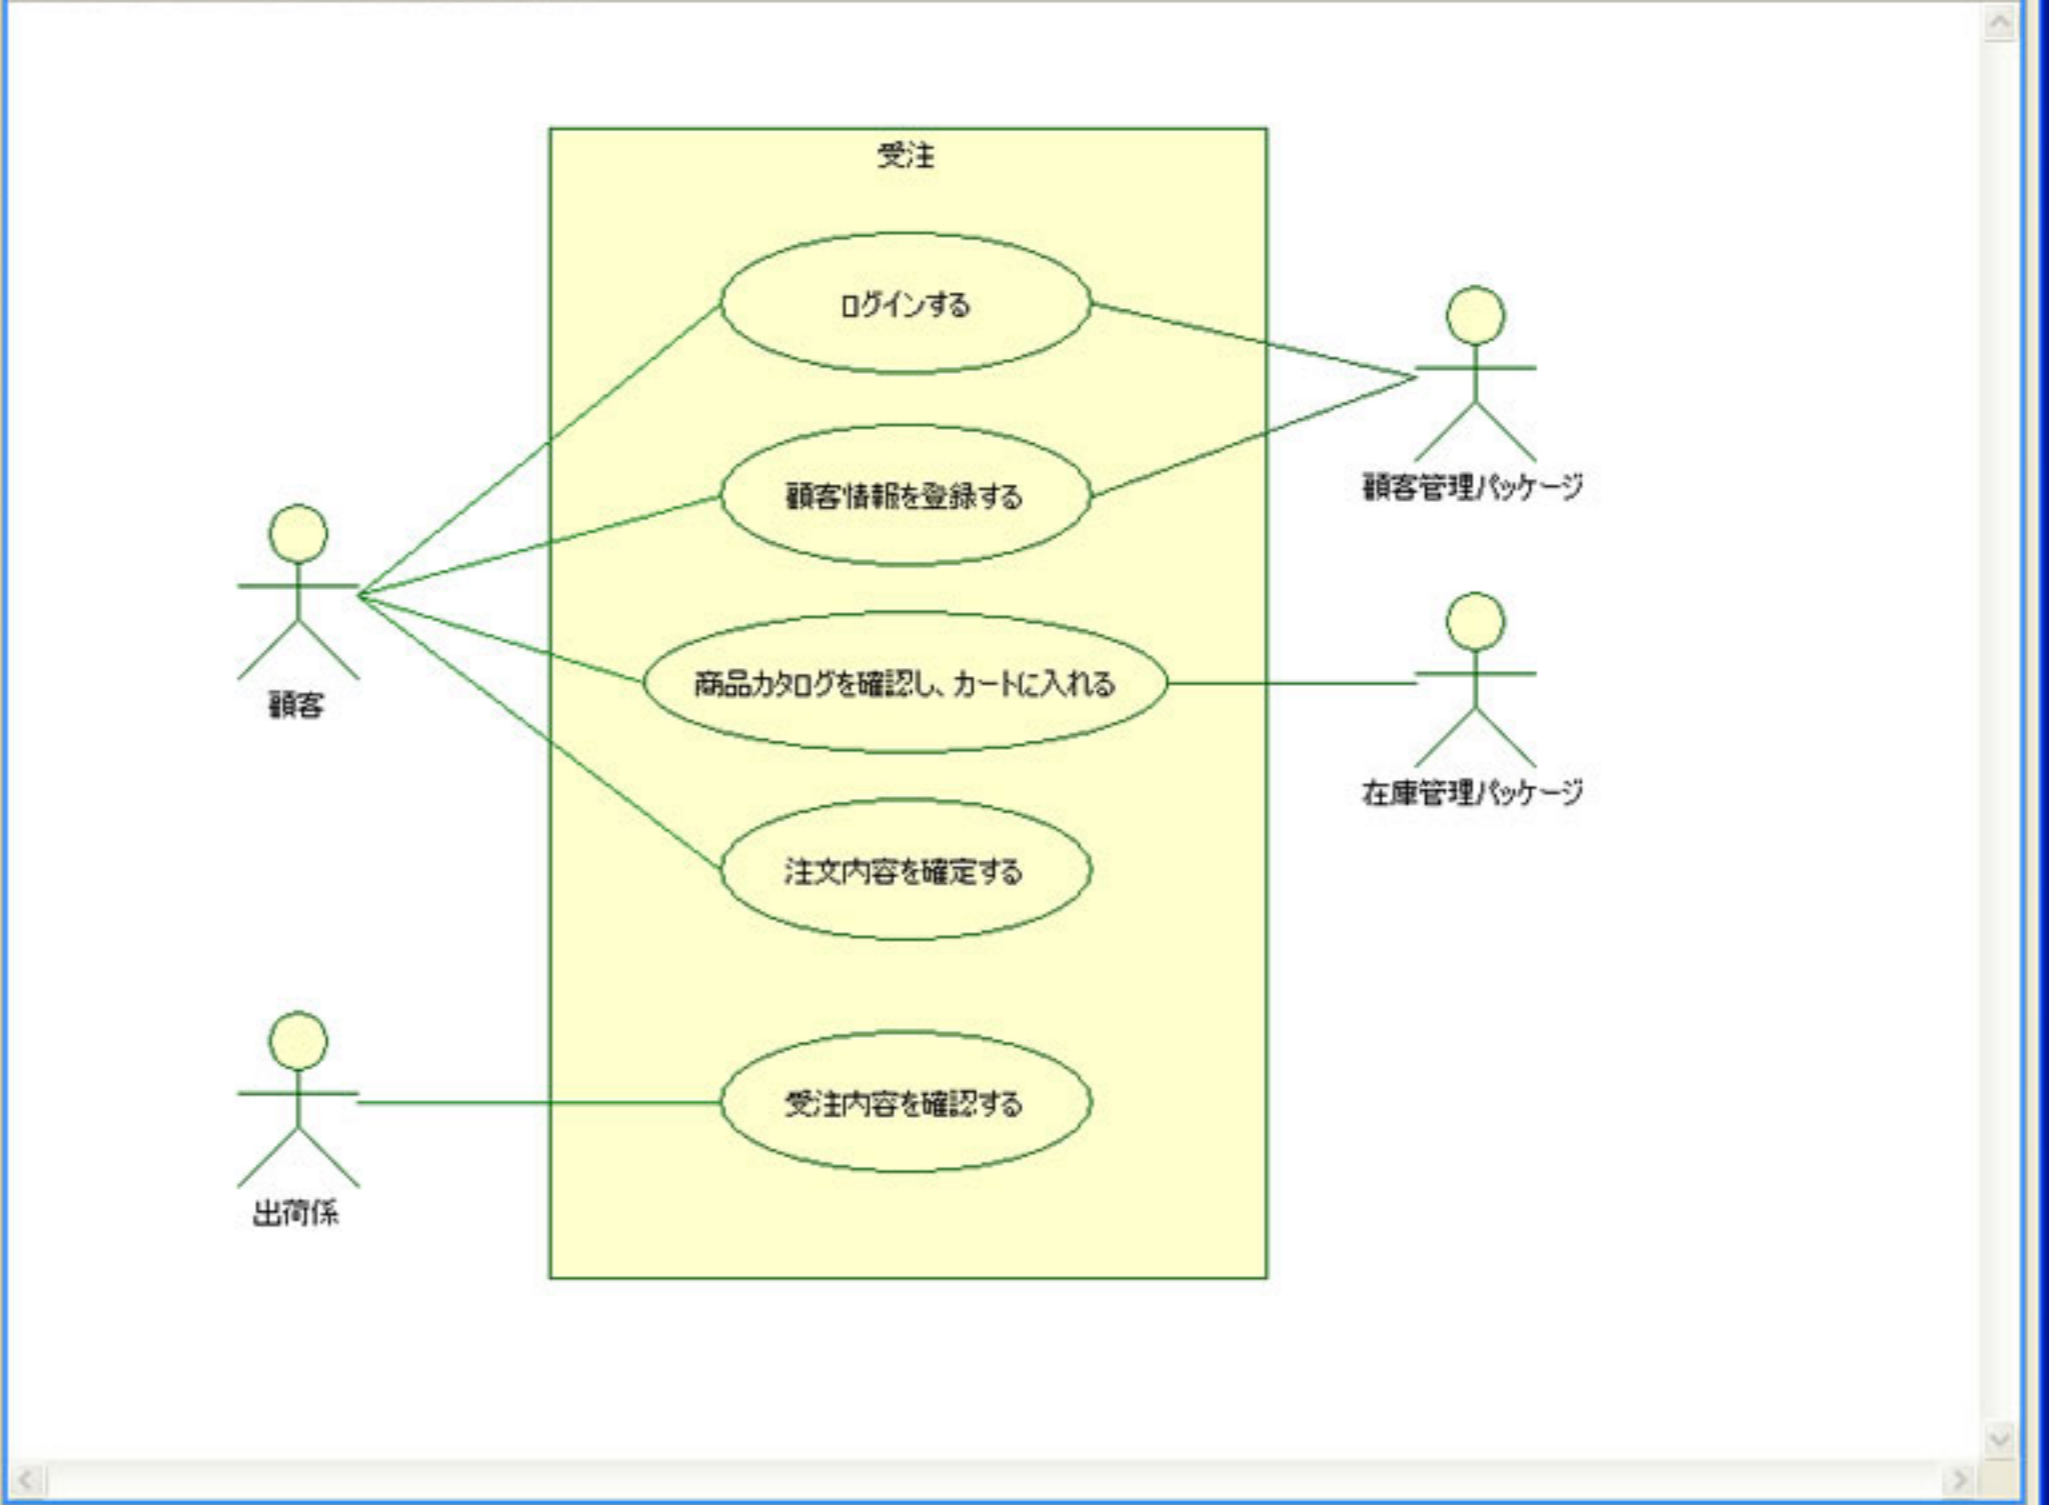 受注
ログインする
顧客管理パッケージ
顧客情報を登録する
顧客
商品カタログを確認し、カートに入れる
在庫管理パッケージ
注文内容を確定する
受注内容を確認する
出荷係